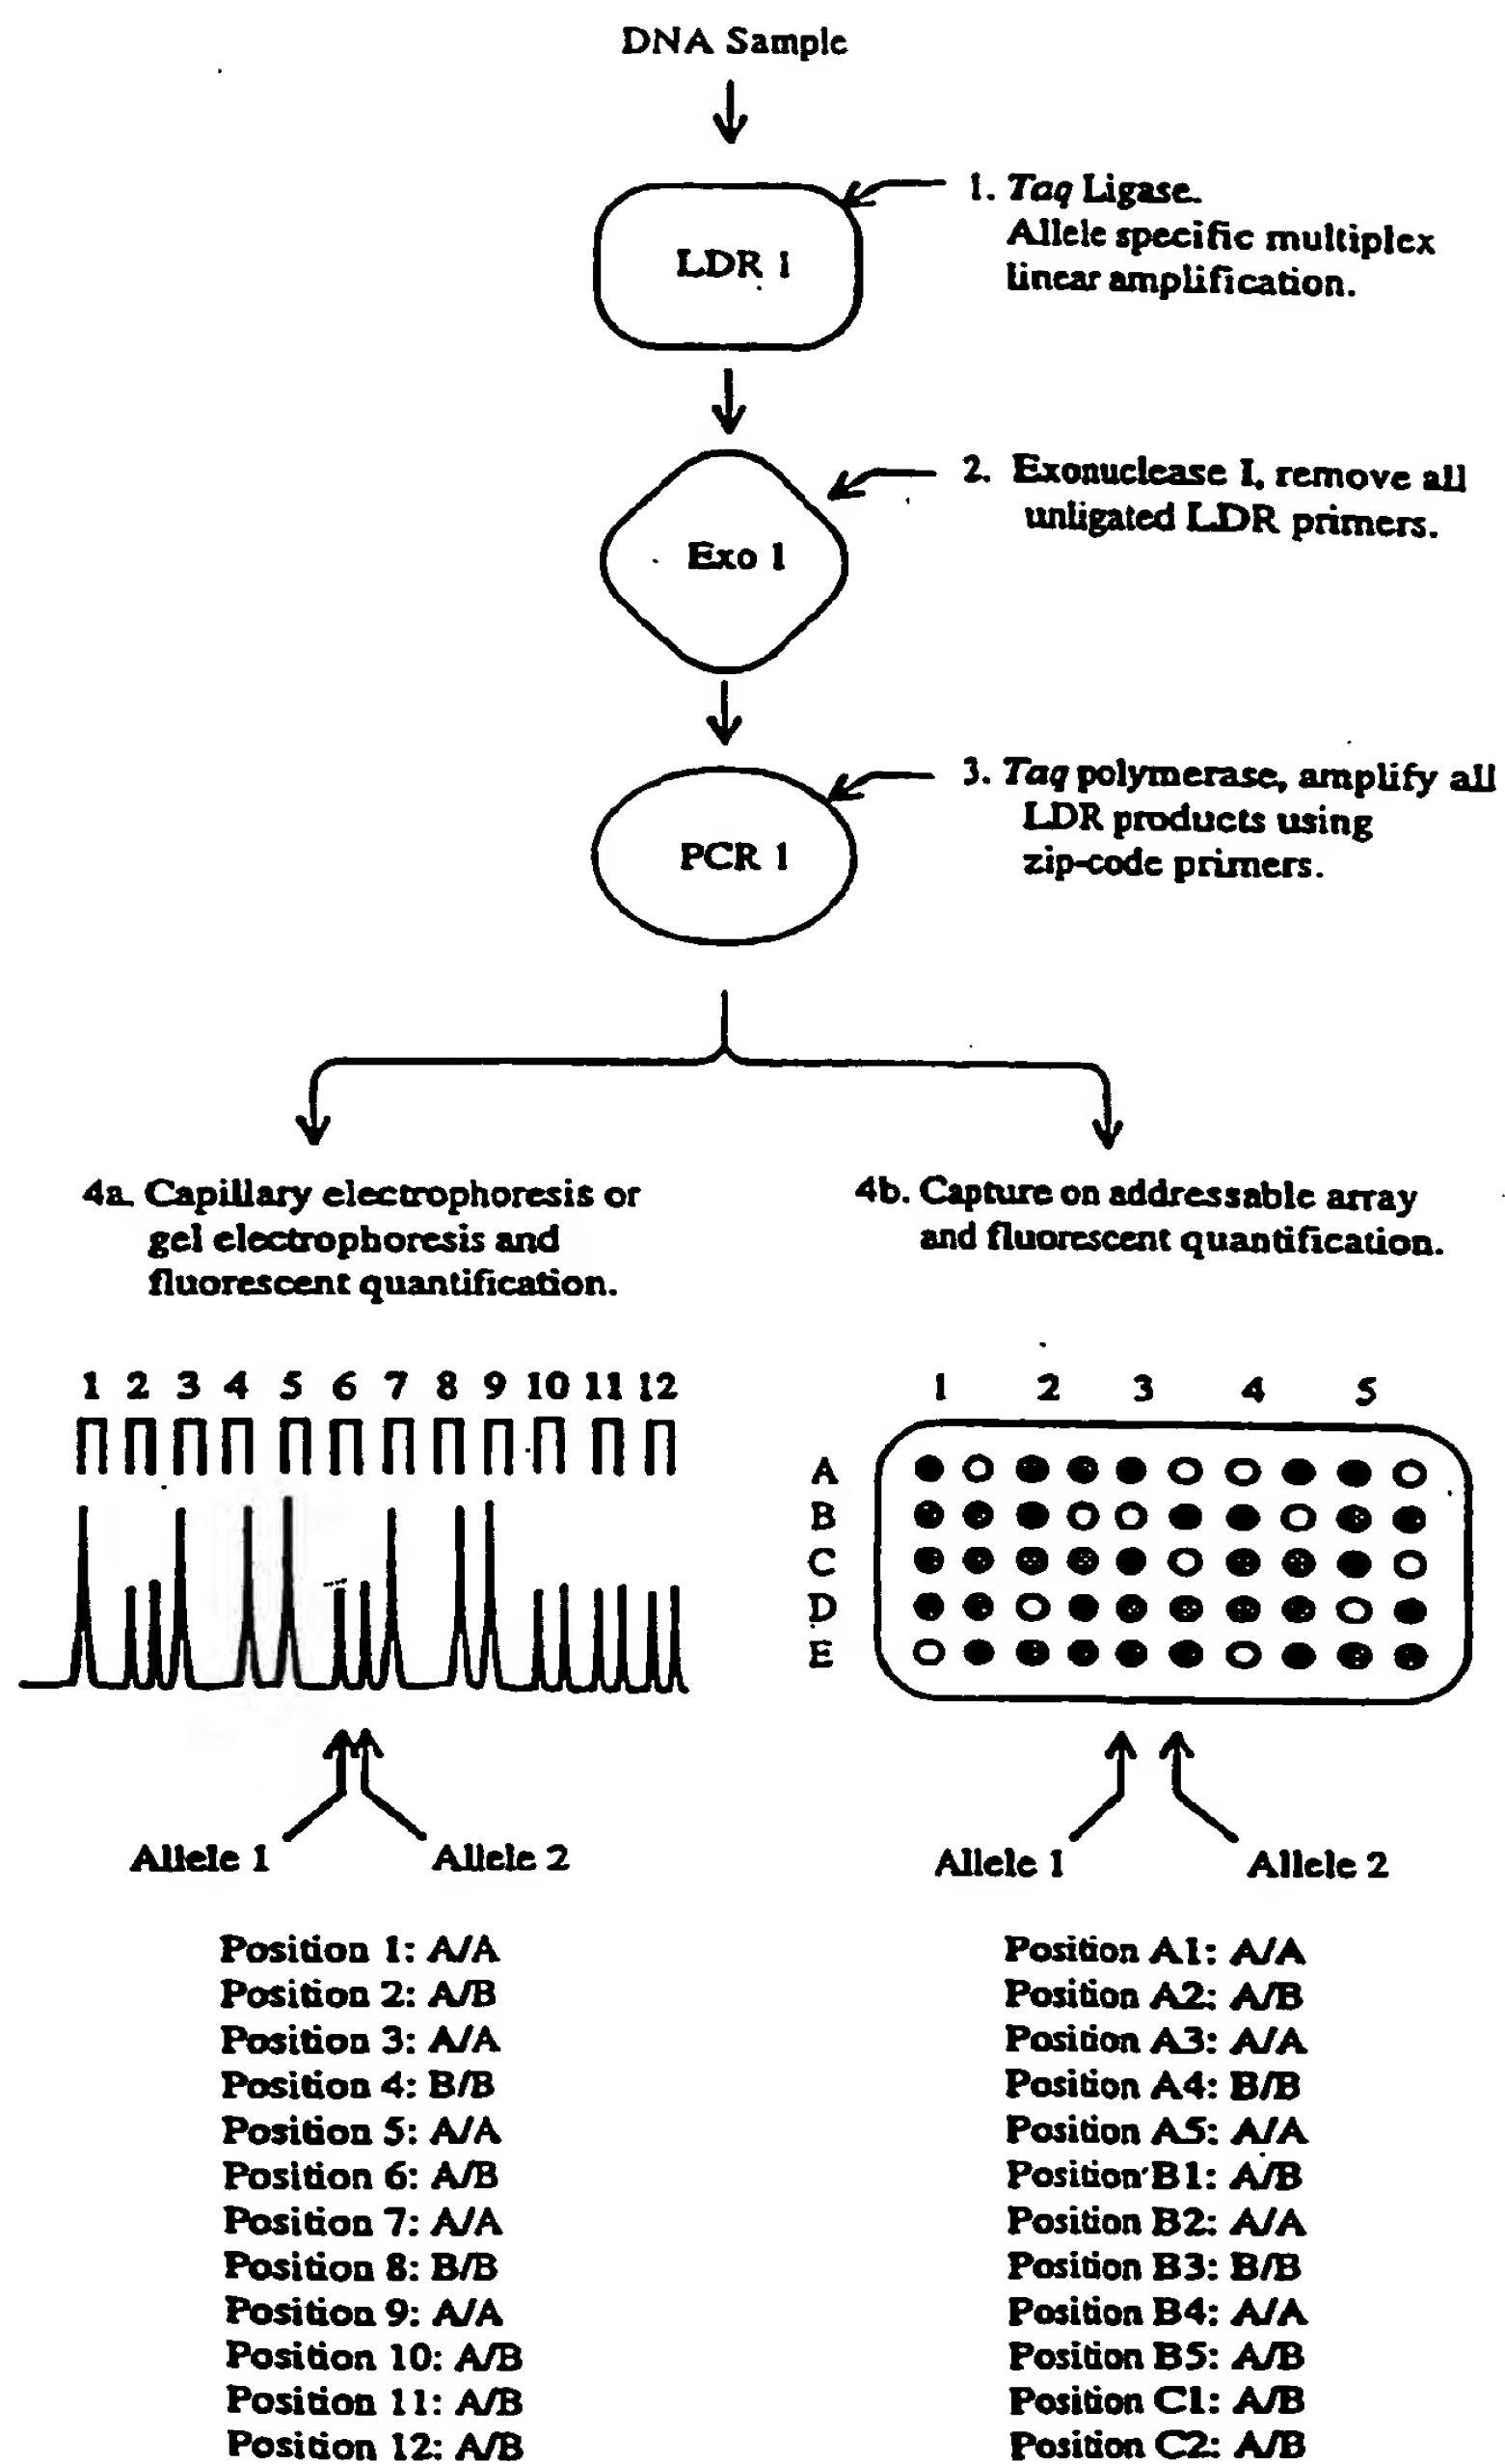 DNA Sample
1. Taq Ligase.
Allele specific multiplex
linear amplification.
LDR 1
2. Exonuclease I, remove all
unligated LDR primers.
Exo 1
3. Taq polymerase, amplify all
LDR products using
zip-code primers.
PCR 1
4a. Capillary electrophoresis or
gel electrophoresis and
fluorescent quantification.
1 2 3 4 5 6 7 8 9 10 11 12
Allele 1 Allele 2
Position 1: A/A
Position 2: A/B
Position 3: A/A
Position 4: B/B
Position 5: A/A
Position 6: A/B
Position 7: A/A
Position 8: B/B
Position 9: A/A
Position 10: A/B
Position 11: A/B
Position 12: A/B
4b. Capture on addressable array
and fluorescent quantification.
1 2 3 4 5
A
B
C
D
E
Allele 1 Allele 2
Position A1: A/A
Position A2: A/B
Position A3: A/A
Position A4: B/B
Position A5: A/A
Position B1: A/B
Position B2: A/A
Position B3: B/B
Position B4: A/A
Position B5: A/B
Position C1: A/B
Position C2: A/B